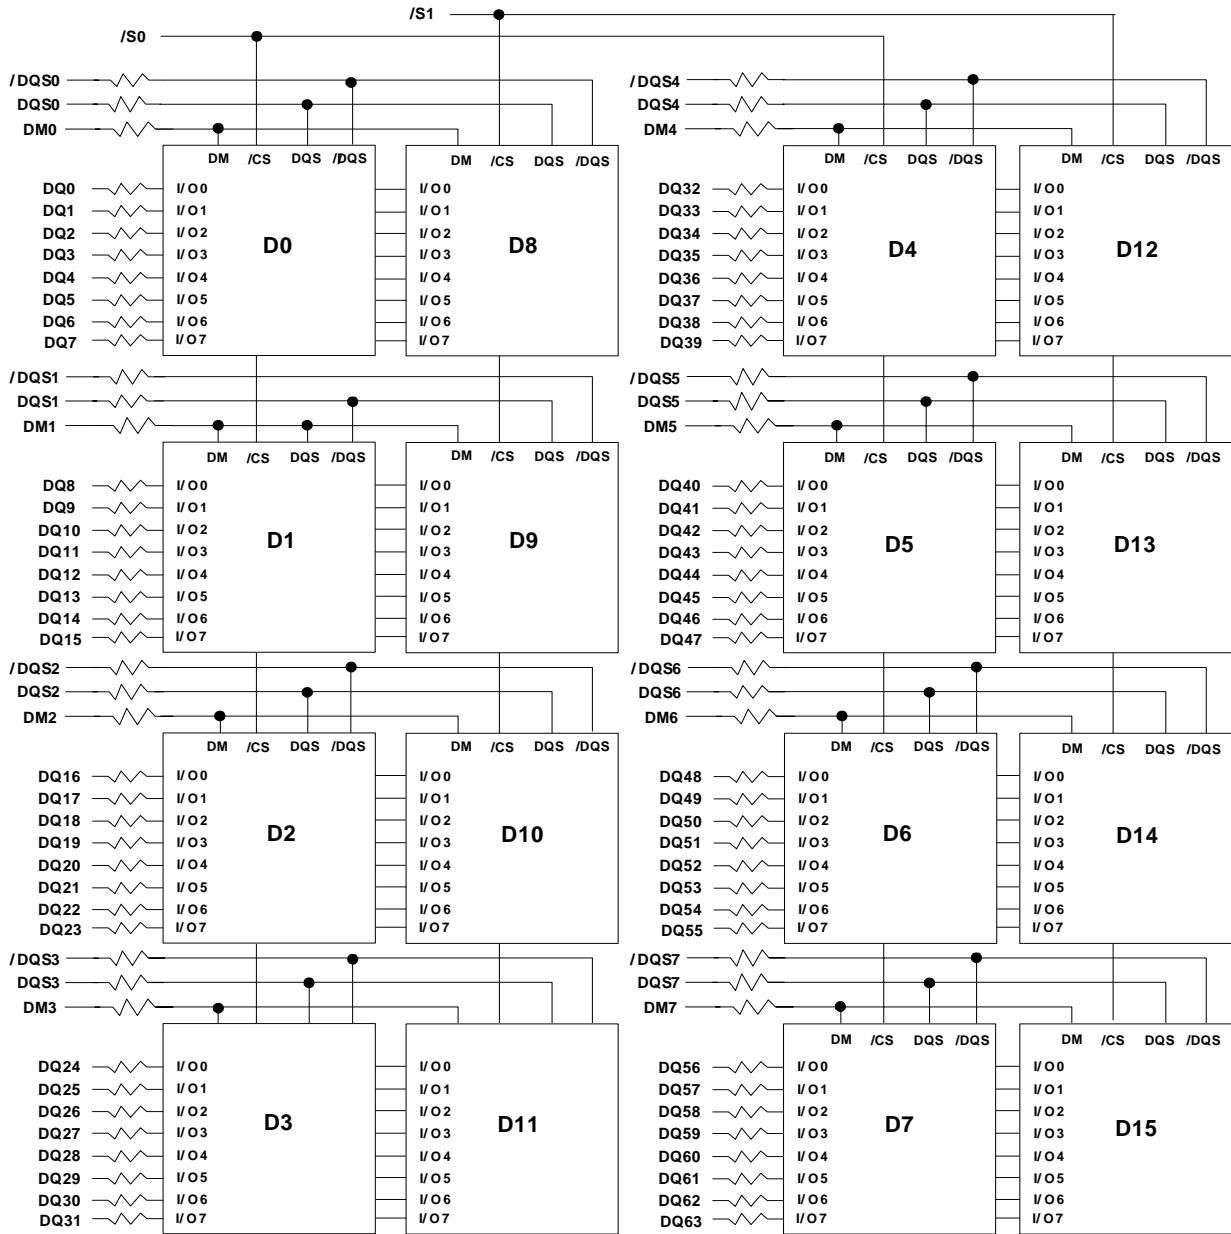 /S1
/S0
/DQS0
DQS0
DM0
DM /CS DQS /DQS
DM /CS DQS /DQS
DQ0 I/O0
DQ1 I/O1
DQ2 I/O2
DQ3 I/O3
DQ4 I/O4
DQ5 I/O5
DQ6 I/O6
DQ7 I/O7
D0
I/O0
I/O1
I/O2
I/O3
I/O4
I/O5
I/O6
I/O7
D8
/DQS4
DQS4
DM4
DM /CS DQS /DQS
DM /CS DQS /DQS
DQ32 I/O0
DQ33 I/O1
DQ34 I/O2
DQ35 I/O3
DQ36 I/O4
DQ37 I/O5
DQ38 I/O6
DQ39 I/O7
D4
I/O0
I/O1
I/O2
I/O3
I/O4
I/O5
I/O6
I/O7
D12
/DQS1
DQS1
DM1
DM /CS DQS /DQS
DM /CS DQS /DQS
DQ8 I/O0
DQ9 I/O1
DQ10 I/O2
DQ11 I/O3
DQ12 I/O4
DQ13 I/O5
DQ14 I/O6
DQ15 I/O7
D1
I/O0
I/O1
I/O2
I/O3
I/O4
I/O5
I/O6
I/O7
D9
/DQS5
DQS5
DM5
DM /CS DQS /DQS
DM /CS DQS /DQS
DQ40 I/O0
DQ41 I/O1
DQ42 I/O2
DQ43 I/O3
DQ44 I/O4
DQ45 I/O5
DQ46 I/O6
DQ47 I/O7
D5
I/O0
I/O1
I/O2
I/O3
I/O4
I/O5
I/O6
I/O7
D13
/DQS2
DQS2
DM2
DM /CS DQS /DQS
DM /CS DQS /DQS
DQ16 I/O0
DQ17 I/O1
DQ18 I/O2
DQ19 I/O3
DQ20 I/O4
DQ21 I/O5
DQ22 I/O6
DQ23 I/O7
D2
I/O0
I/O1
I/O2
I/O3
I/O4
I/O5
I/O6
I/O7
D10
/DQS6
DQS6
DM6
DM /CS DQS /DQS
DM /CS DQS /DQS
DQ48 I/O0
DQ49 I/O1
DQ50 I/O2
DQ51 I/O3
DQ52 I/O4
DQ53 I/O5
DQ54 I/O6
DQ55 I/O7
D6
I/O0
I/O1
I/O2
I/O3
I/O4
I/O5
I/O6
I/O7
D14
/DQS3
DQS3
DM3
DQ24 I/O0
DQ25 I/O1
DQ26 I/O2
DQ27 I/O3
DQ28 I/O4
DQ29 I/O5
DQ30 I/O6
DQ31 I/O7
D3
I/O0
I/O1
I/O2
I/O3
I/O4
I/O5
I/O6
I/O7
D11
/DQS7
DQS7
DM7
DM /CS DQS /DQS
DM /CS DQS /DQS
DQ56 I/O0
DQ57 I/O1
DQ58 I/O2
DQ59 I/O3
DQ60 I/O4
DQ61 I/O5
DQ62 I/O6
DQ63 I/O7
D7
I/O0
I/O1
I/O2
I/O3
I/O4
I/O5
I/O6
I/O7
D15